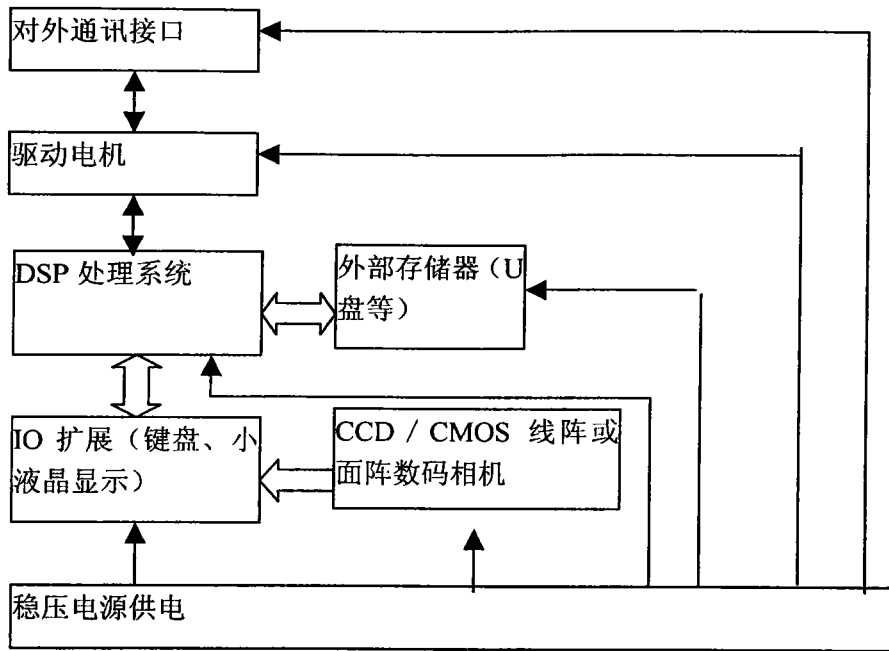 对外通讯接口
驱动电机
DSP 处理系统
外部存储器（U
盘等）
IO 扩展（键盘、小
液晶显示）
CCD / CMOS 线阵或
面阵数码相机
稳压电源供电